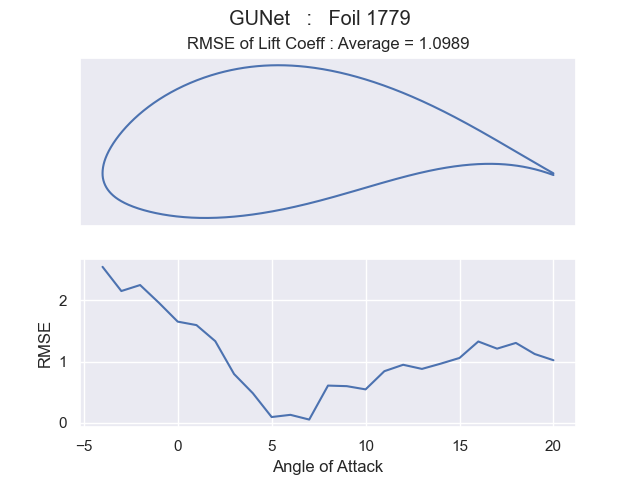 GUNet : Foil 1779
RMSE of Lift Coeff : Average = 1.0989
2
1
0
RMSE
−5 0 5 10 15 20
Angle of Attack